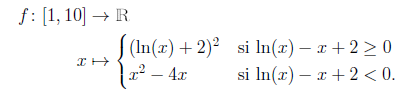 f: [1, 10] → ℝ
x ↦ { (ln(x) + 2)² si ln(x) − x + 2 ≥ 0
x² − 4x si ln(x) − x + 2 < 0.